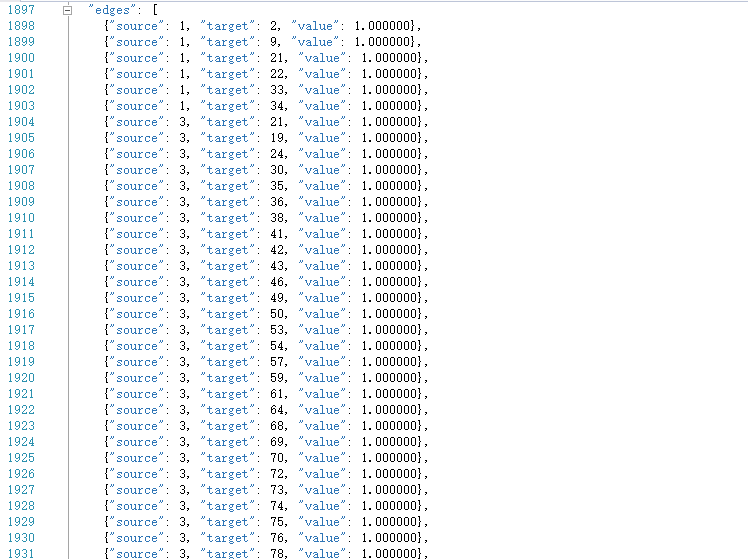 1897 "edges": [
1898 {"source": 1, "target": 2, "value": 1.000000},
1899 {"source": 1, "target": 9, "value": 1.000000},
1900 {"source": 1, "target": 21, "value": 1.000000},
1901 {"source": 1, "target": 22, "value": 1.000000},
1902 {"source": 1, "target": 33, "value": 1.000000},
1903 {"source": 1, "target": 34, "value": 1.000000},
1904 {"source": 3, "target": 21, "value": 1.000000},
1905 {"source": 3, "target": 19, "value": 1.000000},
1906 {"source": 3, "target": 24, "value": 1.000000},
1907 {"source": 3, "target": 30, "value": 1.000000},
1908 {"source": 3, "target": 35, "value": 1.000000},
1909 {"source": 3, "target": 36, "value": 1.000000},
1910 {"source": 3, "target": 38, "value": 1.000000},
1911 {"source": 3, "target": 41, "value": 1.000000},
1912 {"source": 3, "target": 42, "value": 1.000000},
1913 {"source": 3, "target": 43, "value": 1.000000},
1914 {"source": 3, "target": 46, "value": 1.000000},
1915 {"source": 3, "target": 49, "value": 1.000000},
1916 {"source": 3, "target": 50, "value": 1.000000},
1917 {"source": 3, "target": 53, "value": 1.000000},
1918 {"source": 3, "target": 54, "value": 1.000000},
1919 {"source": 3, "target": 57, "value": 1.000000},
1920 {"source": 3, "target": 59, "value": 1.000000},
1921 {"source": 3, "target": 61, "value": 1.000000},
1922 {"source": 3, "target": 64, "value": 1.000000},
1923 {"source": 3, "target": 68, "value": 1.000000},
1924 {"source": 3, "target": 69, "value": 1.000000},
1925 {"source": 3, "target": 70, "value": 1.000000},
1926 {"source": 3, "target": 72, "value": 1.000000},
1927 {"source": 3, "target": 73, "value": 1.000000},
1928 {"source": 3, "target": 74, "value": 1.000000},
1929 {"source": 3, "target": 75, "value": 1.000000},
1930 {"source": 3, "target": 76, "value": 1.000000},
1931 {"source": 3, "target": 78, "value": 1.000000},